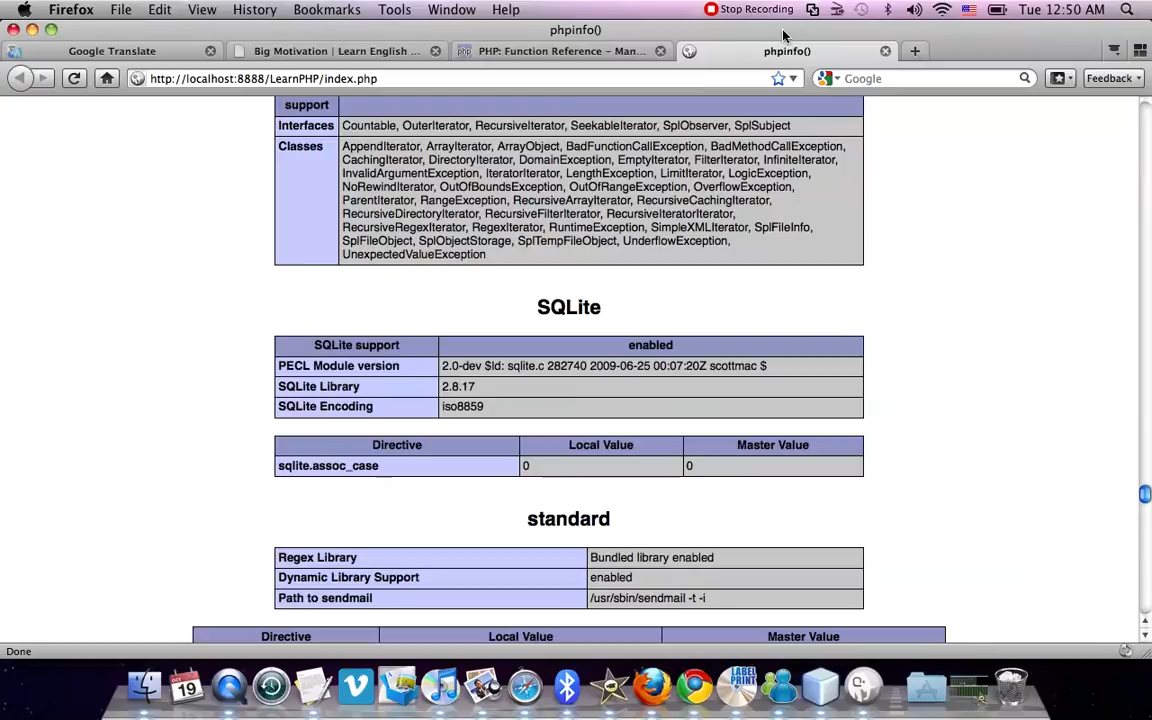 Firefox File Edit View History Bookmarks Tools Window Help Stop Recording Tue 12:50 AM
phpinfo()
Google Translate Big Motivation | Learn English ... PHP: Function Reference – Man... phpinfo()
http://localhost:8888/LearnPHP/index.php Google Feedback
support
Interfaces Countable, OuterIterator, RecursiveIterator, SeekableIterator, SplObserver, SplSubject
Classes AppendIterator, ArrayIterator, ArrayObject, BadFunctionCallException, BadMethodCallException,
CachingIterator, DirectoryIterator, DomainException, EmptyIterator, FilterIterator, InfiniteIterator,
InvalidArgumentException, IteratorIterator, LengthException, LimitIterator, LogicException,
NoRewindIterator, OutOfBoundsException, OutOfRangeException, OverflowException,
ParentIterator, RangeException, RecursiveArrayIterator, RecursiveCachingIterator,
RecursiveDirectoryIterator, RecursiveFilterIterator, RecursiveIteratorIterator,
RecursiveRegexIterator, RegexIterator, RuntimeException, SimpleXMLIterator, SplFileInfo,
SplFileObject, SplObjectStorage, SplTempFileObject, UnderflowException,
UnexpectedValueException
SQLite
SQLite support enabled
PECL Module version 2.0-dev $Id: sqlite.c 282740 2009-06-25 00:07:20Z scottmac $
SQLite Library 2.8.17
SQLite Encoding iso8859
Directive Local Value Master Value
sqlite.assoc_case 0 0
standard
Regex Library Bundled library enabled
Dynamic Library Support enabled
Path to sendmail /usr/sbin/sendmail -t -i
Directive Local Value Master Value
Done
OCT
19
LABEL
PRINT